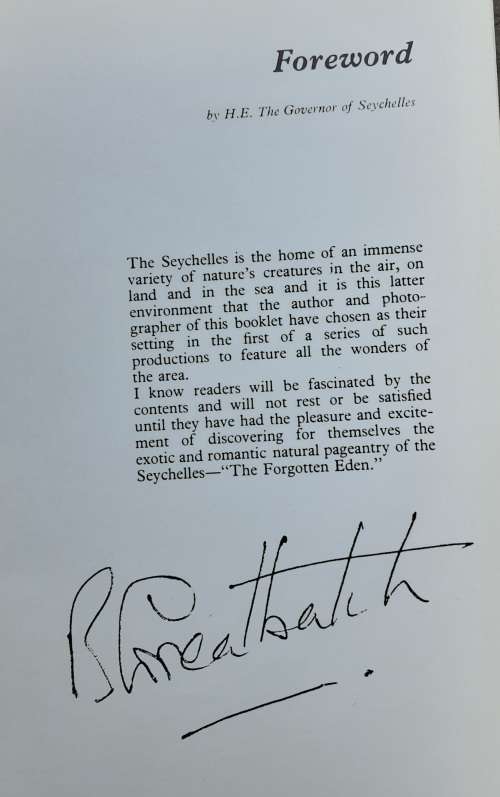 Foreword
by H.E. The Governor of Seychelles
The Seychelles is the home of an immense
variety of nature's creatures in the air, on
land and in the sea and it is this latter
environment that the author and photo-
grapher of this booklet have chosen as their
setting in the first of a series of such
productions to feature all the wonders of
the area.
I know readers will be fascinated by the
contents and will not rest or be satisfied
until they have had the pleasure and excite-
ment of discovering for themselves the
exotic and romantic natural pageantry of the
Seychelles—"The Forgotten Eden."
B Greatbatch